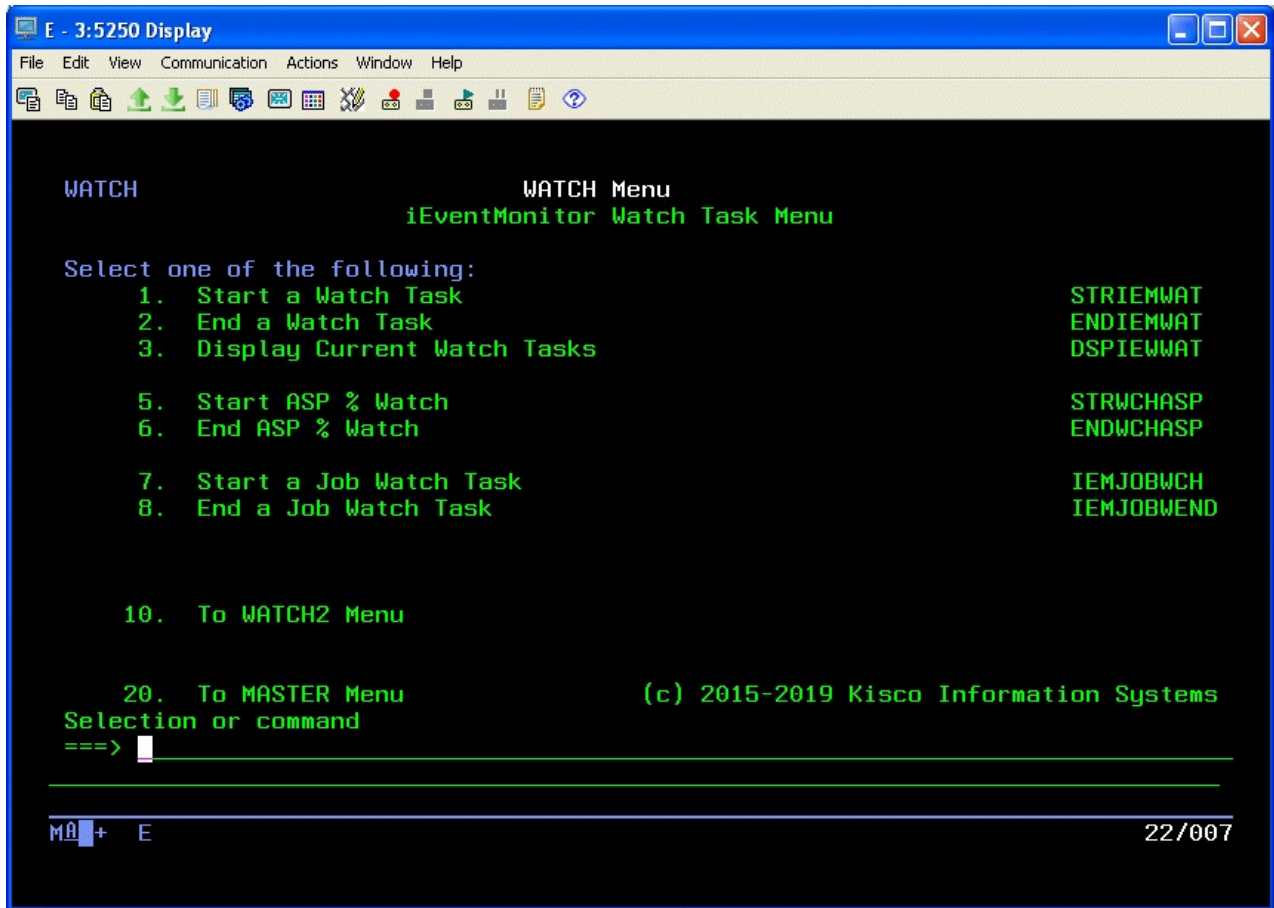 E - 3:5250 Display
File Edit View Communication Actions Window Help
WATCH WATCH Menu
iEventMonitor Watch Task Menu
Select one of the following:
1. Start a Watch Task STRIEMWAT
2. End a Watch Task ENDIEMWAT
3. Display Current Watch Tasks DSPIEWWAT
5. Start ASP % Watch STRWCHASP
6. End ASP % Watch ENDWCHASP
7. Start a Job Watch Task IEMJOBWCH
8. End a Job Watch Task IEMJOBWEND
10. To WATCH2 Menu
20. To MASTER Menu (c) 2015-2019 Kisco Information Systems
Selection or command
===>
MA + E 22/007